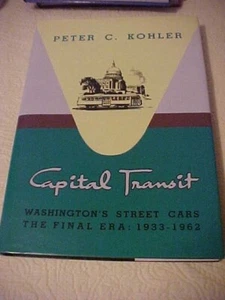 PETER C. KOHLER
Capital Transit
WASHINGTON'S STREET CARS
THE FINAL ERA: 1933-1962